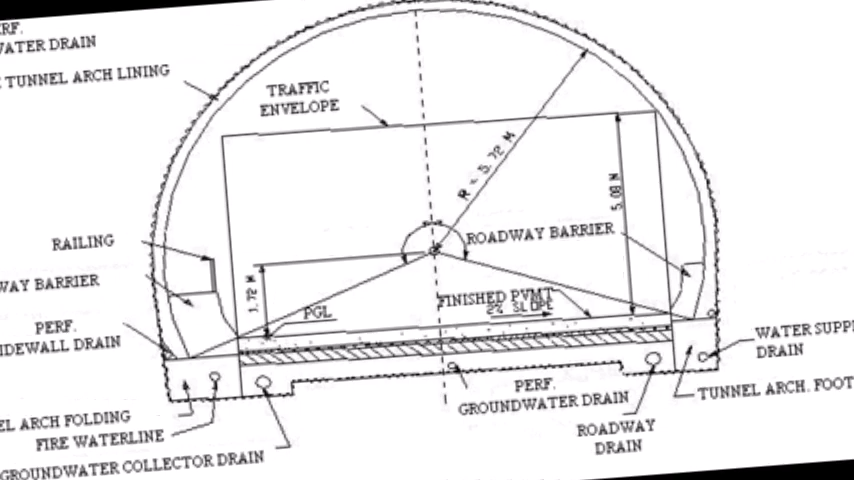 ERF.
WATER DRAIN
TUNNEL ARCH LINING
TRAFFIC
ENVELOPE
R = 5.72 M
5.08 M
RAILING
ROADWAY BARRIER
WAY BARRIER
1.72 M
PGL
FINISHED PVMT
2% SLOPE
PERF.
IDEWALL DRAIN
WATER SUPP
DRAIN
PERF.
GROUNDWATER DRAIN
TUNNEL ARCH. FOOT
EL ARCH FOLDING
FIRE WATERLINE
ROADWAY
DRAIN
GROUNDWATER COLLECTOR DRAIN